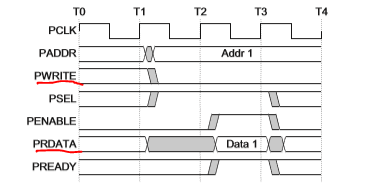 T0 T1 T2 T3 T4
PCLK
PADDR Addr 1
PWRITE
PSEL
PENABLE
PRDATA Data 1
PREADY